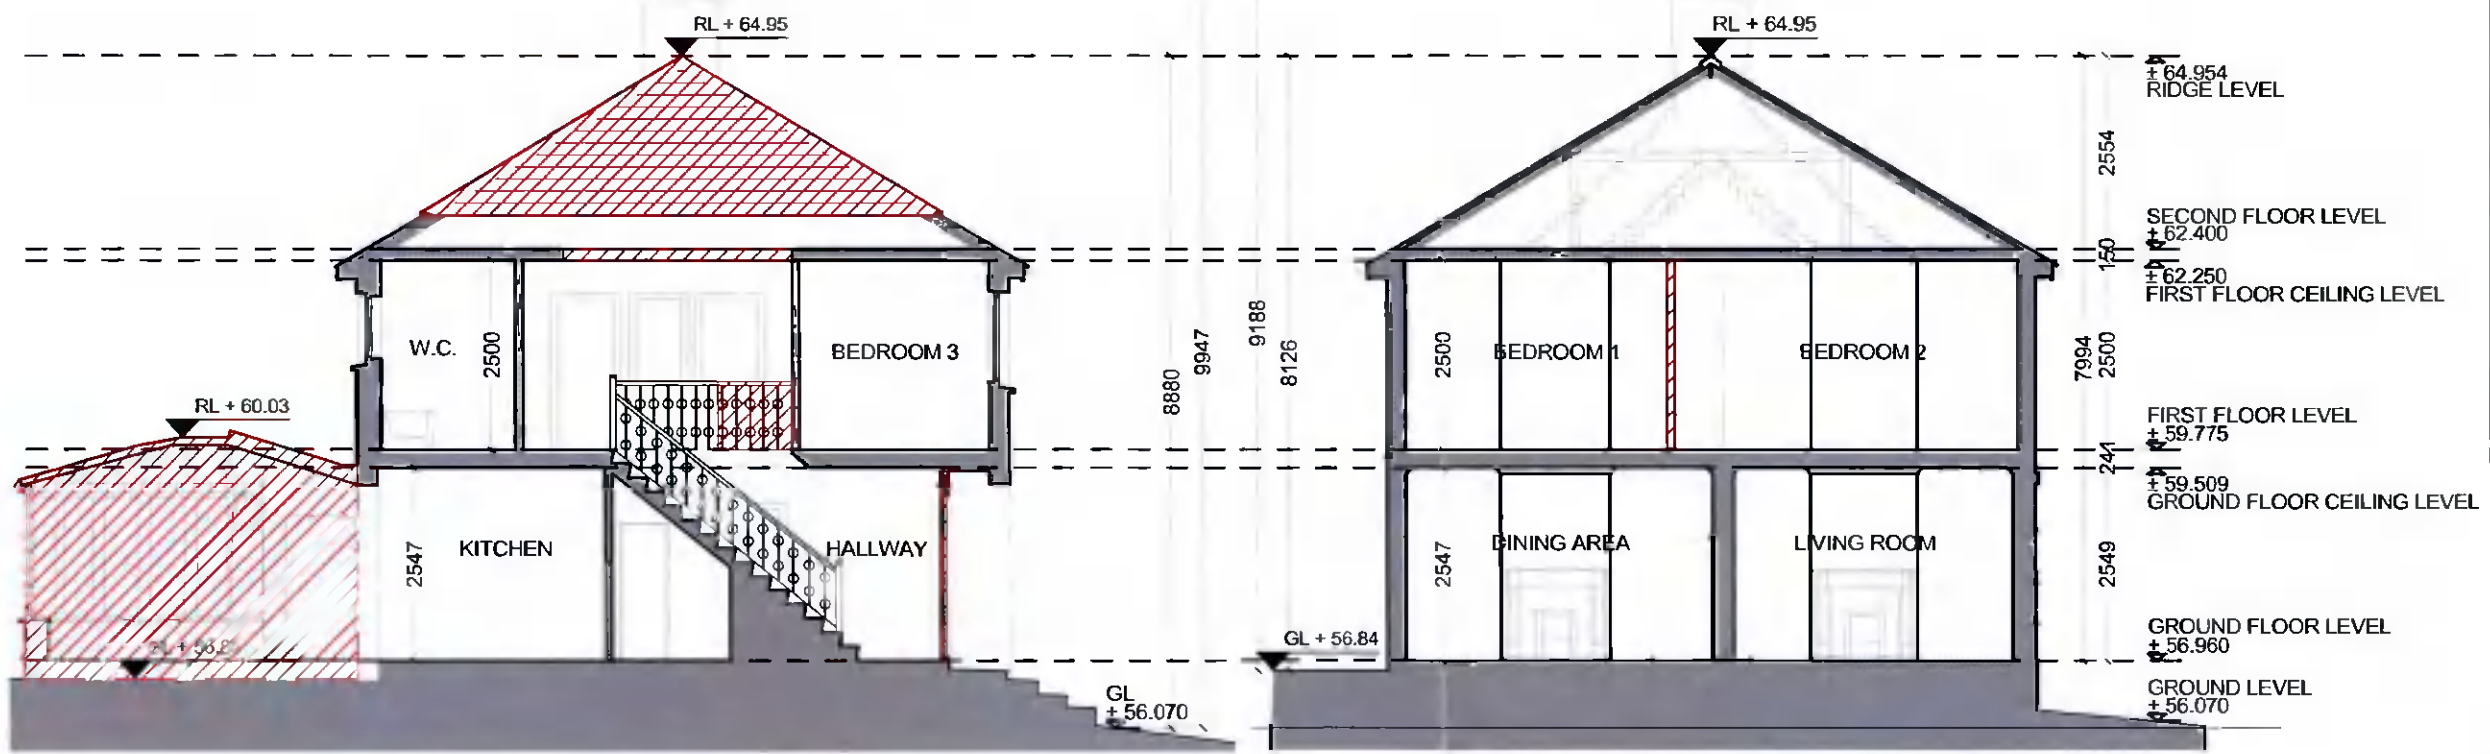 RL + 64.95
RL + 64.95
± 64.954
RIDGE LEVEL
2554
SECOND FLOOR LEVEL
± 62.400
150
± 62.250
FIRST FLOOR CEILING LEVEL
W.C.
2500
BEDROOM 3
8880
9947
9188
8126
2500
BEDROOM 1
BEDROOM 2
7994
2500
RL + 60.03
FIRST FLOOR LEVEL
± 59.775
241
± 59.509
GROUND FLOOR CEILING LEVEL
2547
KITCHEN
HALLWAY
2547
DINING AREA
LIVING ROOM
2549
GL + 56.84
GROUND FLOOR LEVEL
± 56.960
GL
± 56.070
GROUND LEVEL
± 56.070